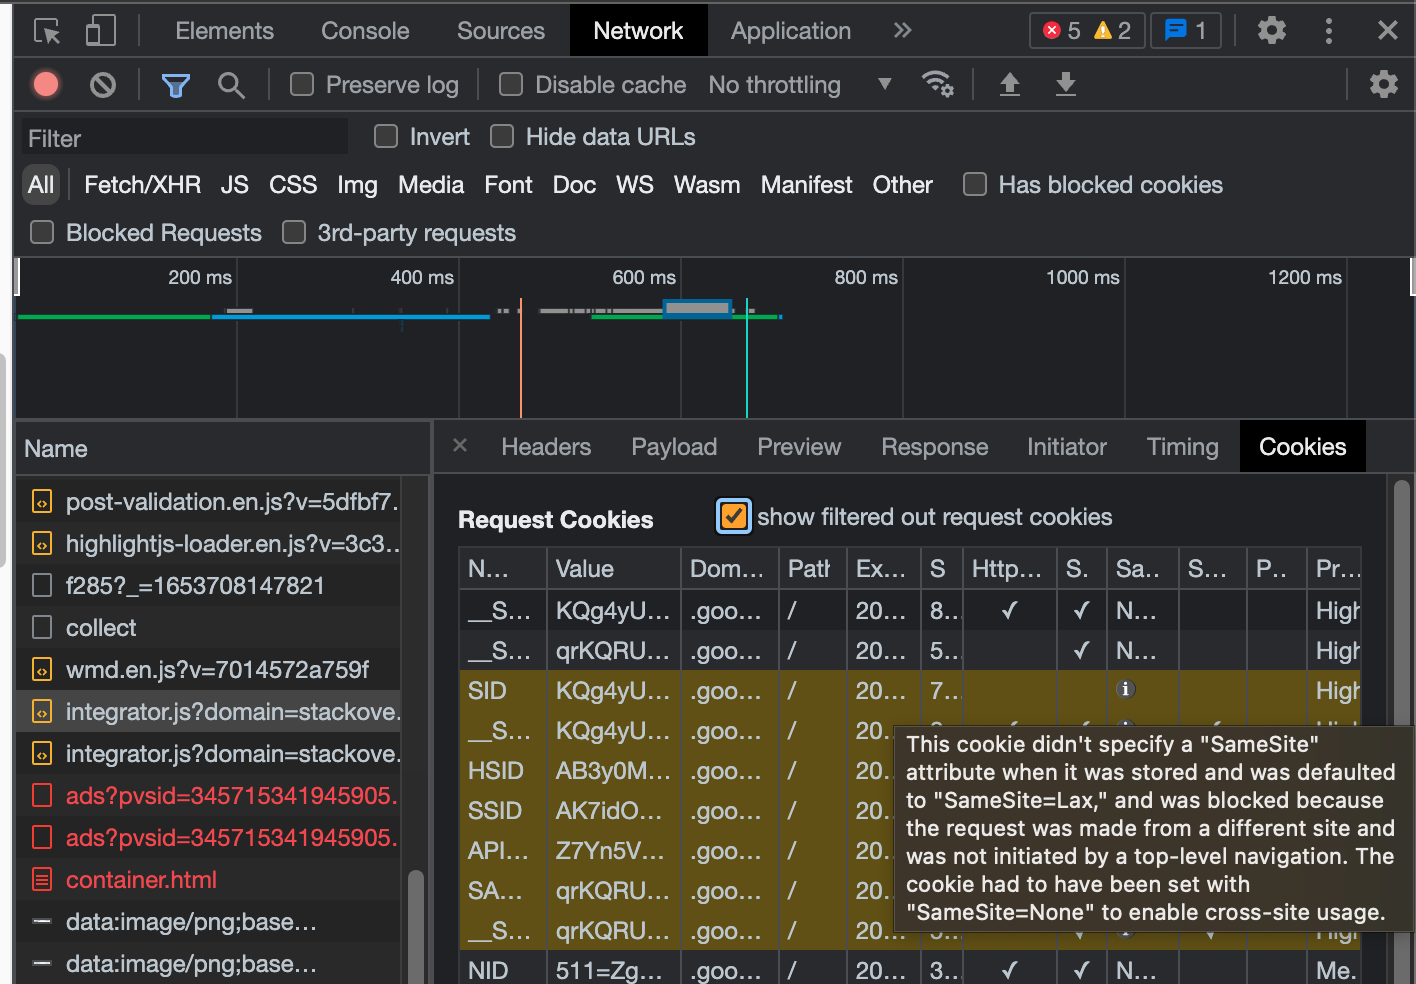 Elements Console Sources Network Application » 5 2 1
Preserve log Disable cache No throttling
Filter Invert Hide data URLs
All Fetch/XHR JS CSS Img Media Font Doc WS Wasm Manifest Other Has blocked cookies
Blocked Requests 3rd-party requests
200 ms 400 ms 600 ms 800 ms 1000 ms 1200 ms
Name
post-validation.en.js?v=5dfbf7.
highlightjs-loader.en.js?v=3c3...
f285?_=1653708147821
collect
wmd.en.js?v=7014572a759f
integrator.js?domain=stackove.
integrator.js?domain=stackove.
ads?pvsid=345715341945905.
ads?pvsid=345715341945905.
container.html
data:image/png;base...
data:image/png;base...
× Headers Payload Preview Response Initiator Timing Cookies
Request Cookies show filtered out request cookies
N... Value Dom... Path Ex... S Http... S. Sa.. S... P.. Pr...
__S... KQg4yU... .goo... / 20... 8... ✓ ✓ N... High
__S... qrKQRU... .goo... / 20... 5... ✓ N... High
SID KQg4yU... .goo... / 20... 7... i High
__S... KQg4yU... .goo... / 20..
HSID AB3y0M... .goo... / 20..
SSID AK7idO... .goo... / 20..
API... Z7Yn5V... .goo... / 20..
SA... qrKQRU... .goo... / 20..
__S... qrKQRU... .goo... / 20...
NID 511=Zg... .goo... / 20... 3... ✓ ✓ N... Me.
This cookie didn't specify a "SameSite"
attribute when it was stored and was defaulted
to "SameSite=Lax," and was blocked because
the request was made from a different site and
was not initiated by a top-level navigation. The
cookie had to have been set with
"SameSite=None" to enable cross-site usage.